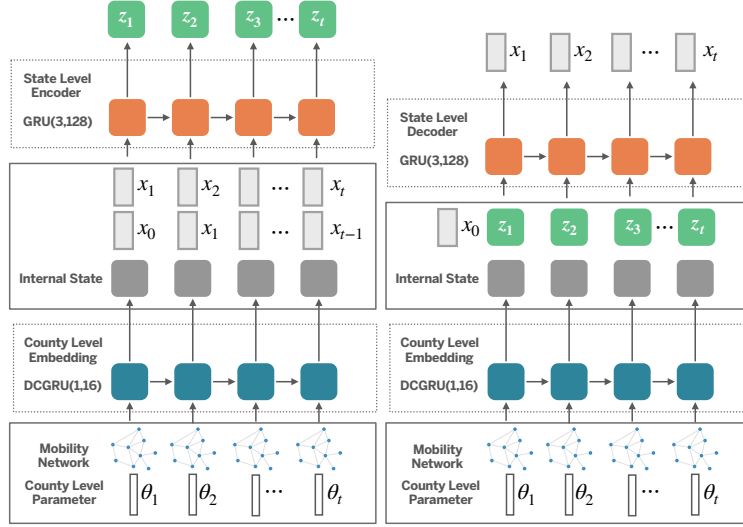 z₁ z₂ z₃ ... zₜ
State Level
Encoder
GRU(3,128)
x₁ x₂ ... xₜ
x₀ x₁ ... xₜ₋₁
Internal State
County Level
Embedding
DCGRU(1,16)
Mobility
Network
County Level
Parameter
θ₁ θ₂ ... θₜ
x₁ x₂ ... xₜ
State Level
Decoder
GRU(3,128)
x₀ z₁ z₂ z₃ ... zₜ
Internal State
County Level
Embedding
DCGRU(1,16)
Mobility
Network
County Level
Parameter
θ₁ θ₂ ... θₜ